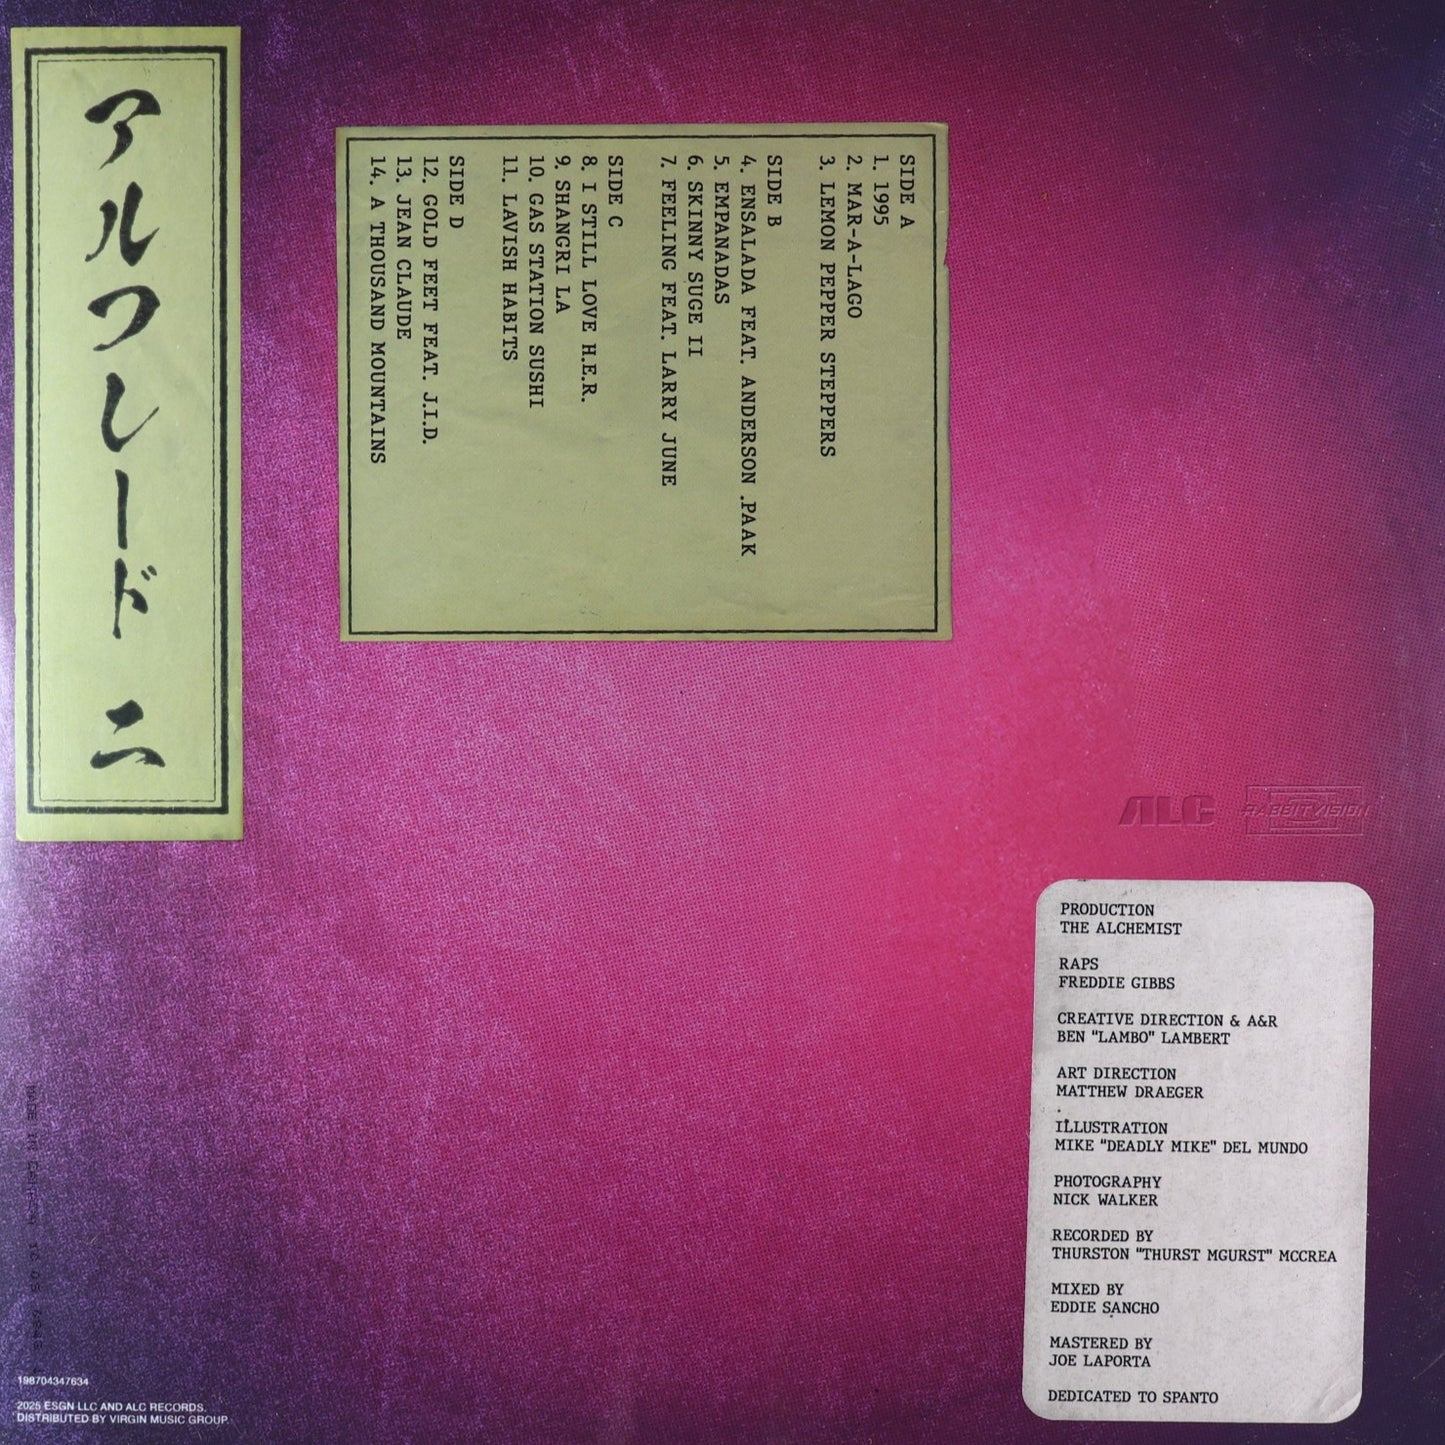 アルフレード 二
SIDE A
1. 1995
2. MAR-A-LAGO
3. LEMON PEPPER STEPPERS
SIDE B
4. ENSALADA FEAT. ANDERSON .PAAK
5. EMPANADAS
6. SKINNY SUGE II
7. FEELING FEAT. LARRY JUNE
SIDE C
8. I STILL LOVE H.E.R.
9. SHANGRI LA
10. GAS STATION SUSHI
11. LAVISH HABITS
SIDE D
12. GOLD FEET FEAT. J.I.D.
13. JEAN CLAUDE
14. A THOUSAND MOUNTAINS
ALC
RABBIT VISION
PRODUCTION
THE ALCHEMIST
RAPS
FREDDIE GIBBS
CREATIVE DIRECTION & A&R
BEN "LAMBO" LAMBERT
ART DIRECTION
MATTHEW DRAEGER
ILLUSTRATION
MIKE "DEADLY MIKE" DEL MUNDO
PHOTOGRAPHY
NICK WALKER
RECORDED BY
THURSTON "THURST MGURST" MCCREA
MIXED BY
EDDIE SANCHO
MASTERED BY
JOE LAPORTA
DEDICATED TO SPANTO
198704347634
2025 ESGN LLC AND ALC RECORDS.
DISTRIBUTED BY VIRGIN MUSIC GROUP.